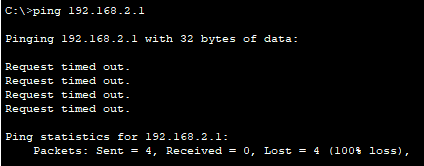 C:\>ping 192.168.2.1
Pinging 192.168.2.1 with 32 bytes of data:
Request timed out.
Request timed out.
Request timed out.
Request timed out.
Ping statistics for 192.168.2.1:
    Packets: Sent = 4, Received = 0, Lost = 4 (100% loss),